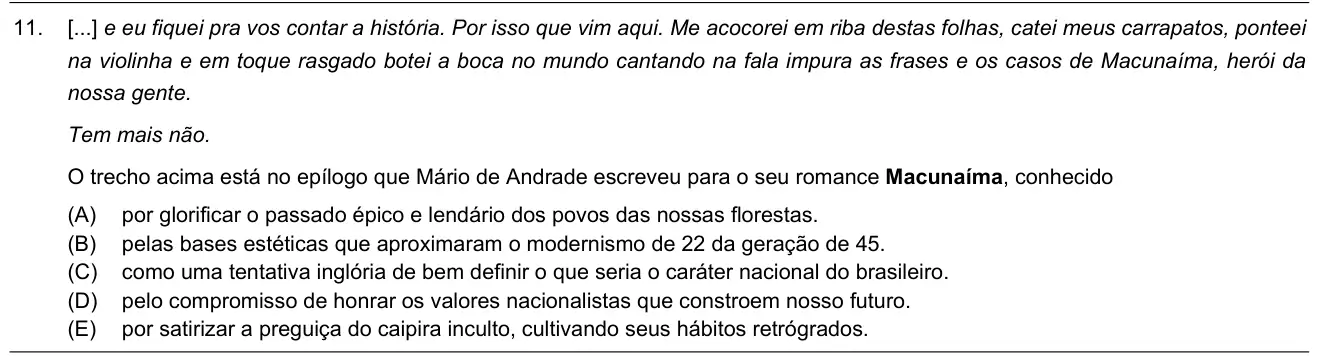 11. [...] e eu fiquei pra vos contar a história. Por isso que vim aqui. Me acocorei em riba destas folhas, catei meus carrapatos, ponteei
na violinha e em toque rasgado botei a boca no mundo cantando na fala impura as frases e os casos de Macunaíma, herói da
nossa gente.
Tem mais não.
O trecho acima está no epílogo que Mário de Andrade escreveu para o seu romance Macunaíma, conhecido
(A) por glorificar o passado épico e lendário dos povos das nossas florestas.
(B) pelas bases estéticas que aproximaram o modernismo de 22 da geração de 45.
(C) como uma tentativa inglória de bem definir o que seria o caráter nacional do brasileiro.
(D) pelo compromisso de honrar os valores nacionalistas que constroem nosso futuro.
(E) por satirizar a preguiça do caipira inculto, cultivando seus hábitos retrógrados.